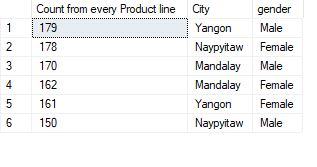 Count from every Product line City gender
1 179 Yangon Male
2 178 Naypyitaw Female
3 170 Mandalay Male
4 162 Mandalay Female
5 161 Yangon Female
6 150 Naypyitaw Male